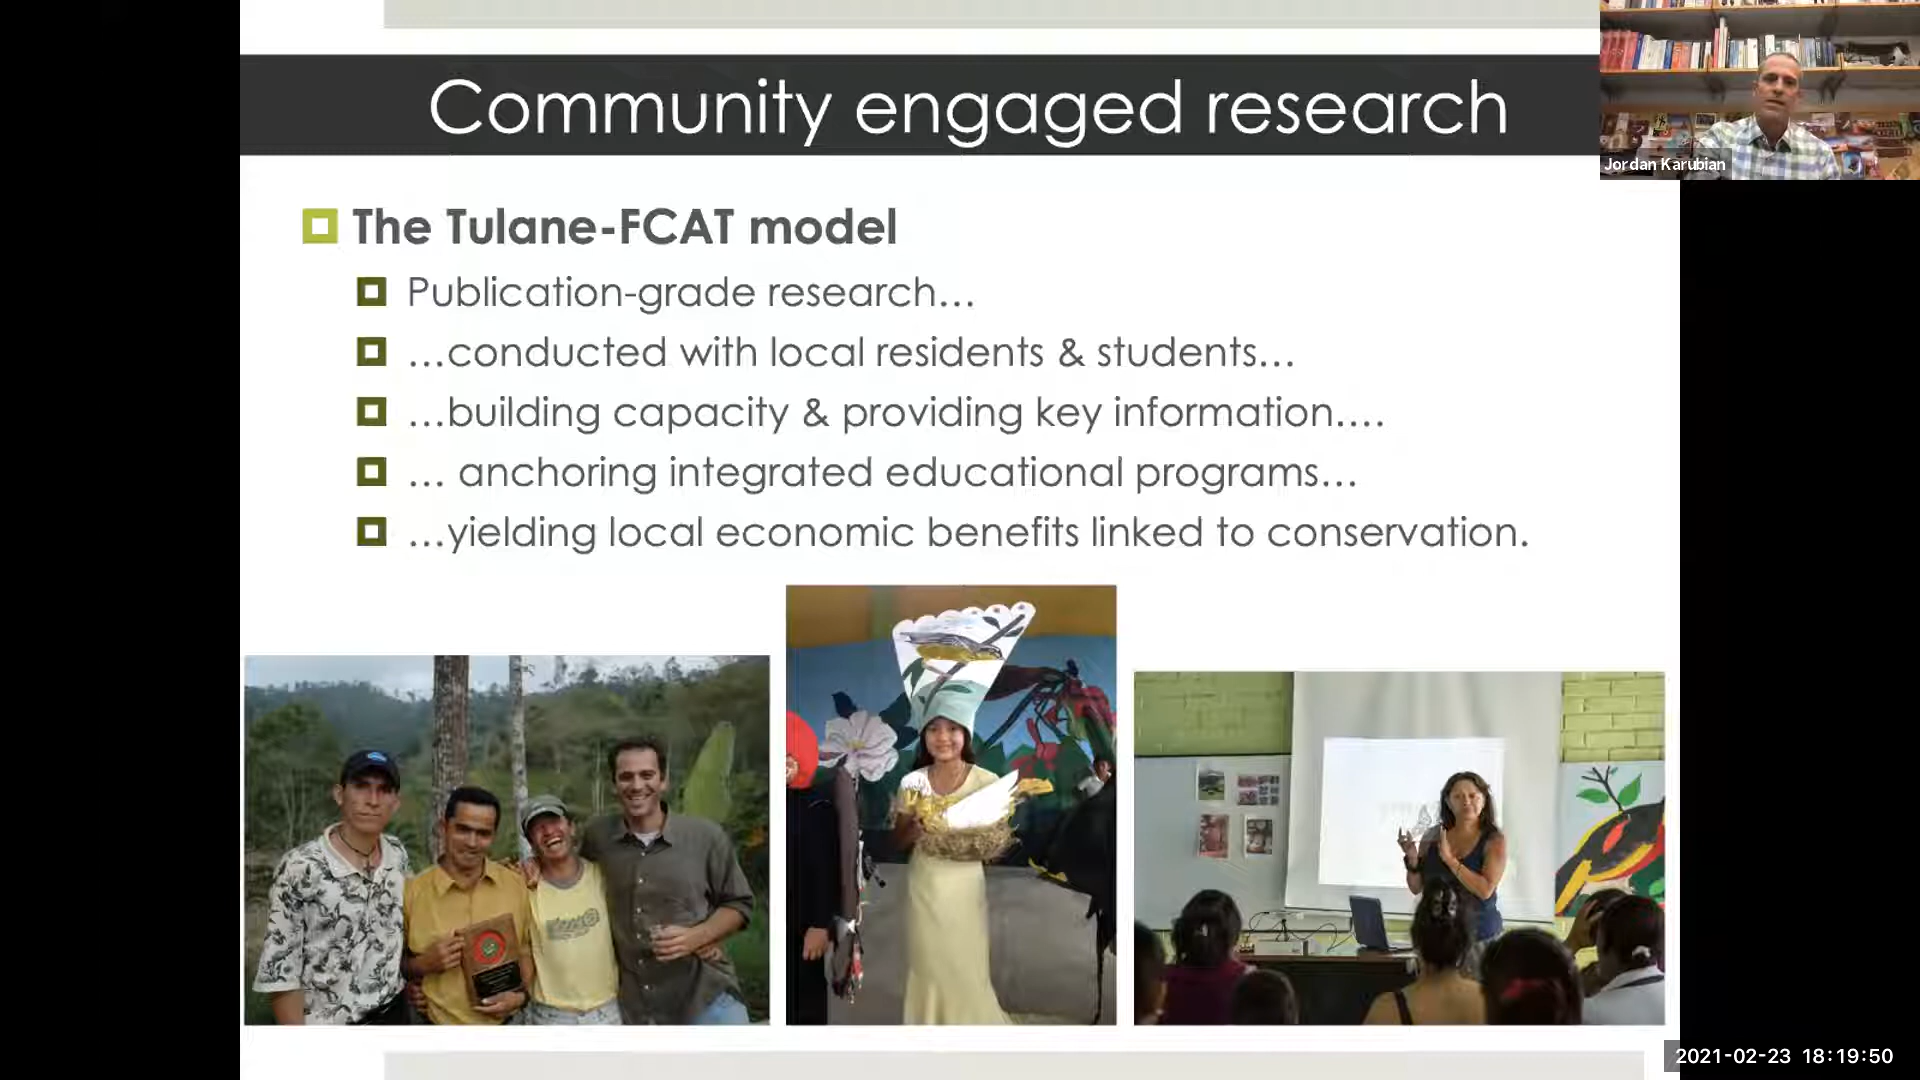 Community engaged research
Jordan Karubian
The Tulane-FCAT model
Publication-grade research…
…conducted with local residents & students…
…building capacity & providing key information….
… anchoring integrated educational programs…
…yielding local economic benefits linked to conservation.
2021-02-23 18:19:50